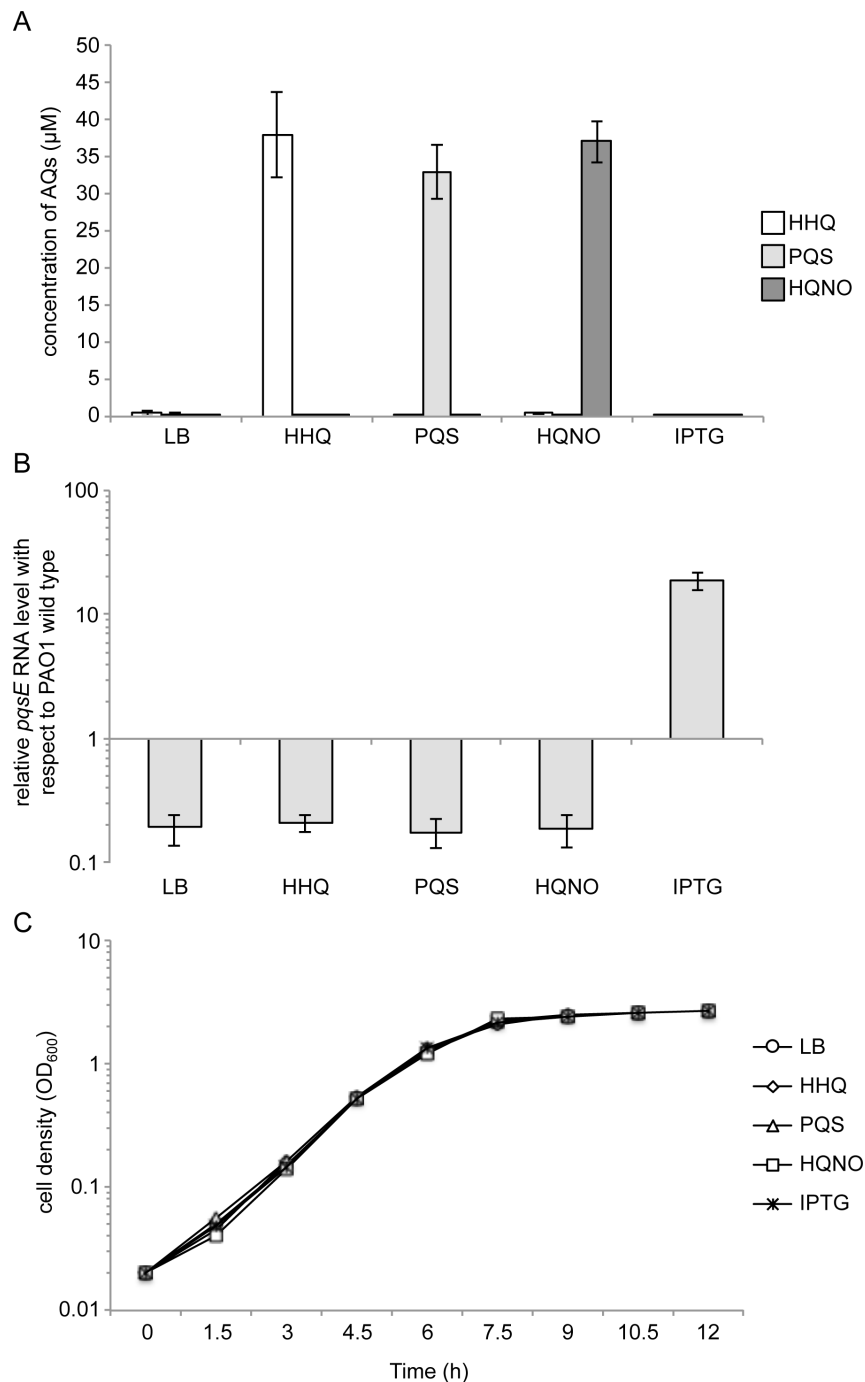 A
50
45
40
35
30
25
20
15
10
5
0
concentration of AQs (µM)
LB HHQ PQS HQNO IPTG
HHQ
PQS
HQNO
B
100
10
1
0.1
relative pqsE RNA level with
respect to PAO1 wild type
LB HHQ PQS HQNO IPTG
C
10
1
0.1
0.01
cell density (OD600)
0 1.5 3 4.5 6 7.5 9 10.5 12
Time (h)
LB
HHQ
PQS
HQNO
IPTG